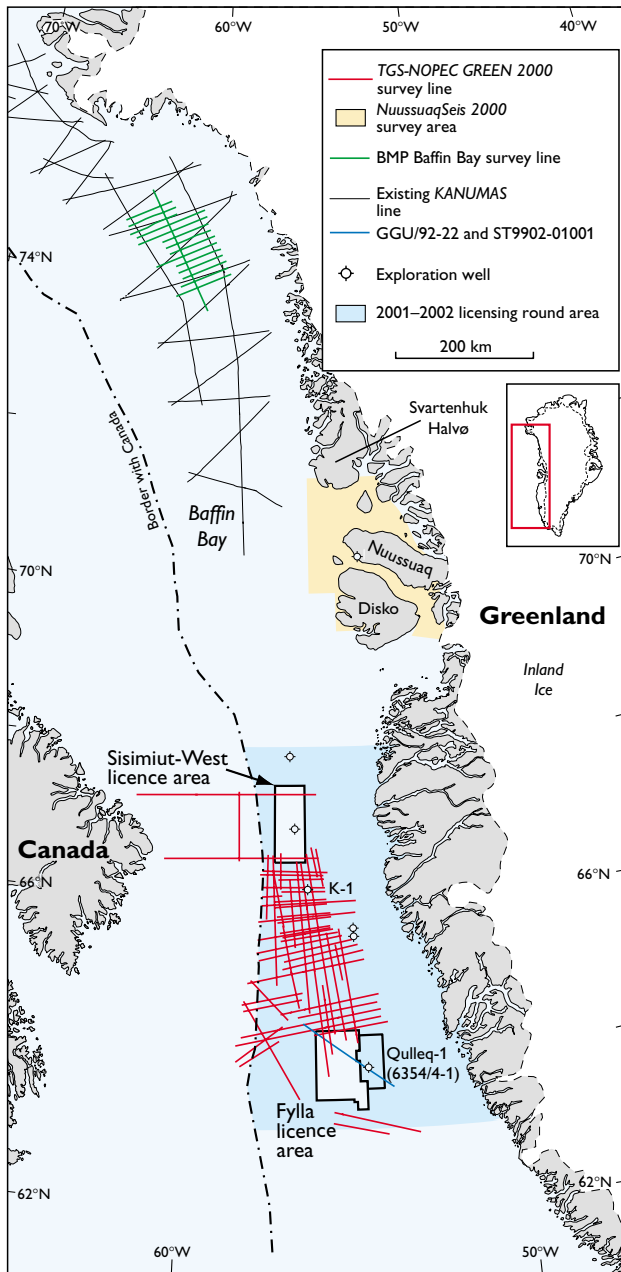 70°W
60°W
50°W
40°W
TGS-NOPEC GREEN 2000
survey line
NuussuaqSeis 2000
survey area
BMP Baffin Bay survey line
Existing KANUMAS
line
GGU/92-22 and ST9902-01001
Exploration well
2001–2002 licensing round area
200 km
74°N
Border with Canada
Svartenhuk
Halvø
Baffin
Bay
Nuussuaq
70°N
70°N
Disko
Greenland
Inland
Ice
Sisimiut-West
licence area
Canada
66°N
K-1
66°N
Qulleq-1
(6354/4-1)
Fylla
licence
area
62°N
62°N
60°W
50°W